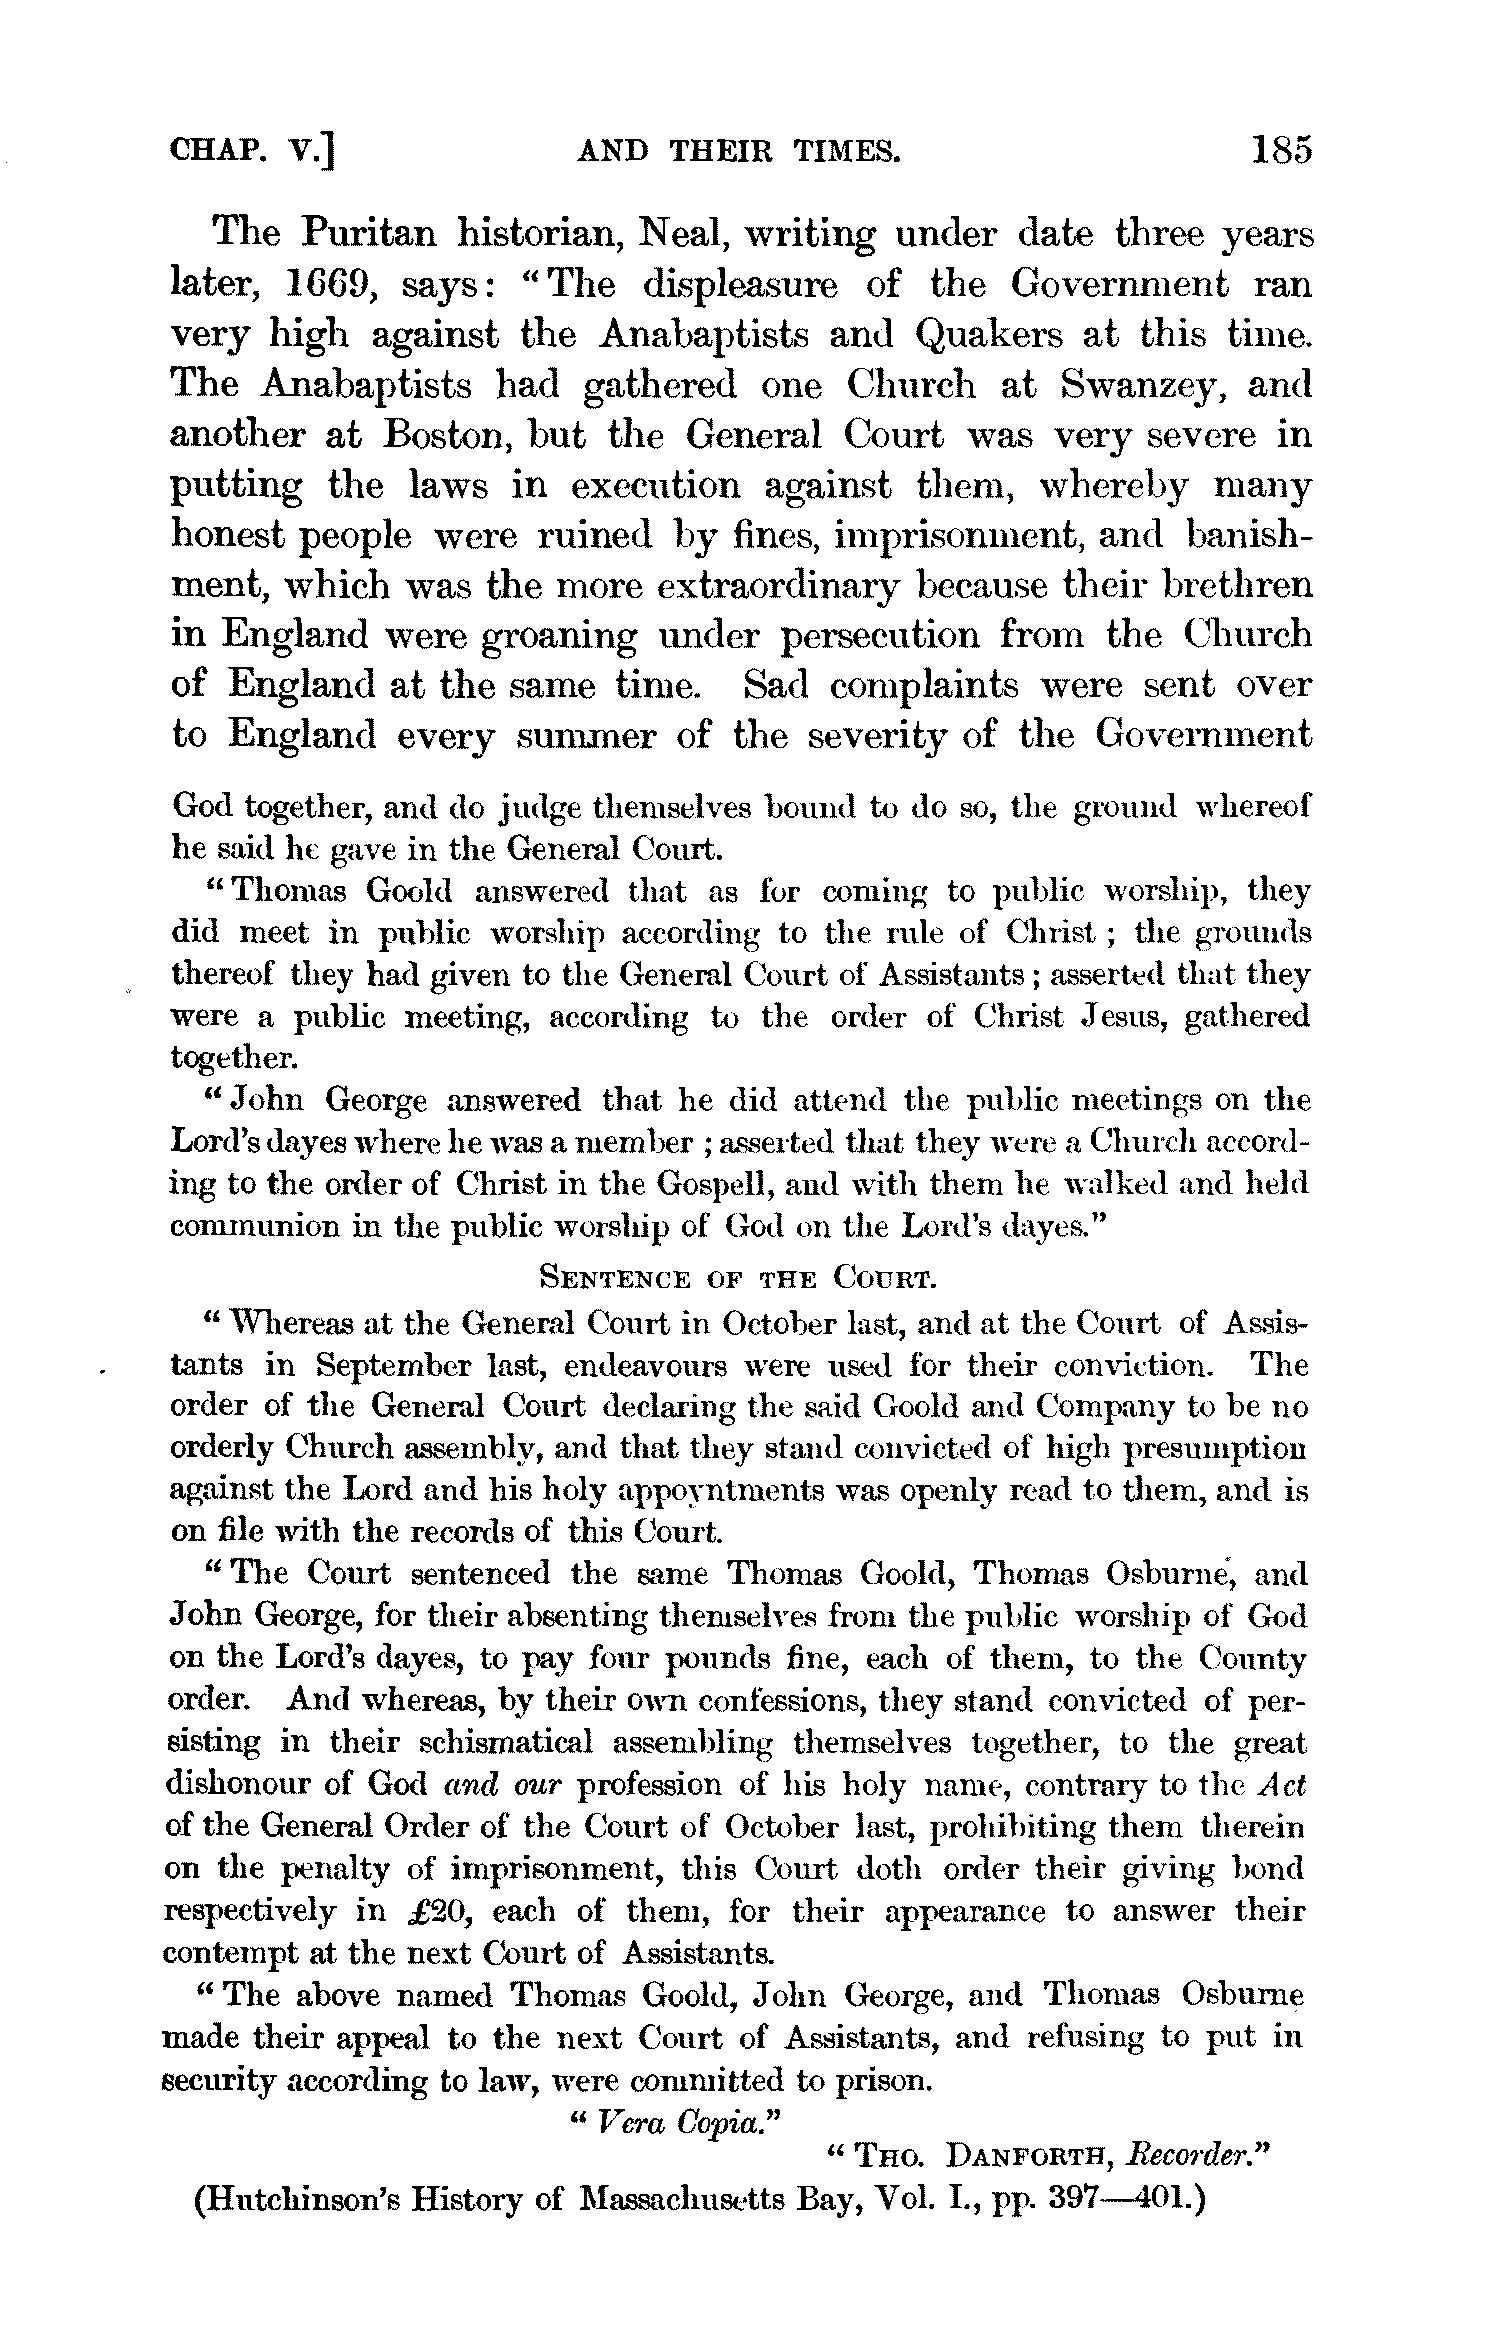 CHAP. V.] AND THEIR TIMES. 185
The Puritan historian, Neal, writing under date three years
later, 1669, says: "The displeasure of the Government ran
very high against the Anabaptists and Quakers at this time.
The Anabaptists had gathered one Church at Swanzey, and
another at Boston, but the General Court was very severe in
putting the laws in execution against them, whereby many
honest people were ruined by fines, imprisonment, and banish-
ment, which was the more extraordinary because their brethren
in England were groaning under persecution from the Church
of England at the same time. Sad complaints were sent over
to England every summer of the severity of the Government
God together, and do judge themselves bound to do so, the ground whereof
he said he gave in the General Court.
"Thomas Goold answered that as for coming to public worship, they
did meet in public worship according to the rule of Christ; the grounds
thereof they had given to the General Court of Assistants; asserted that they
were a public meeting, according to the order of Christ Jesus, gathered
together.
"John George answered that he did attend the public meetings on the
Lord's dayes where he was a member; asserted that they were a Church accord-
ing to the order of Christ in the Gospell, and with them he walked and held
communion in the public worship of God on the Lord's dayes."
SENTENCE OF THE COURT.
"Whereas at the General Court in October last, and at the Court of Assis-
tants in September last, endeavours were used for their conviction. The
order of the General Court declaring the said Goold and Company to be no
orderly Church assembly, and that they stand convicted of high presumption
against the Lord and his holy appoyntments was openly read to them, and is
on file with the records of this Court.
"The Court sentenced the same Thomas Goold, Thomas Osburne, and
John George, for their absenting themselves from the public worship of God
on the Lord's dayes, to pay four pounds fine, each of them, to the County
order. And whereas, by their own confessions, they stand convicted of per-
sisting in their schismatical assembling themselves together, to the great
dishonour of God and our profession of his holy name, contrary to the Act
of the General Order of the Court of October last, prohibiting them therein
on the penalty of imprisonment, this Court doth order their giving bond
respectively in £20, each of them, for their appearance to answer their
contempt at the next Court of Assistants.
"The above named Thomas Goold, John George, and Thomas Osburne
made their appeal to the next Court of Assistants, and refusing to put in
security according to law, were committed to prison.
"Vera Copia."
"THO. DANFORTH, Recorder."
(Hutchinson's History of Massachusetts Bay, Vol. I., pp. 397—401.)